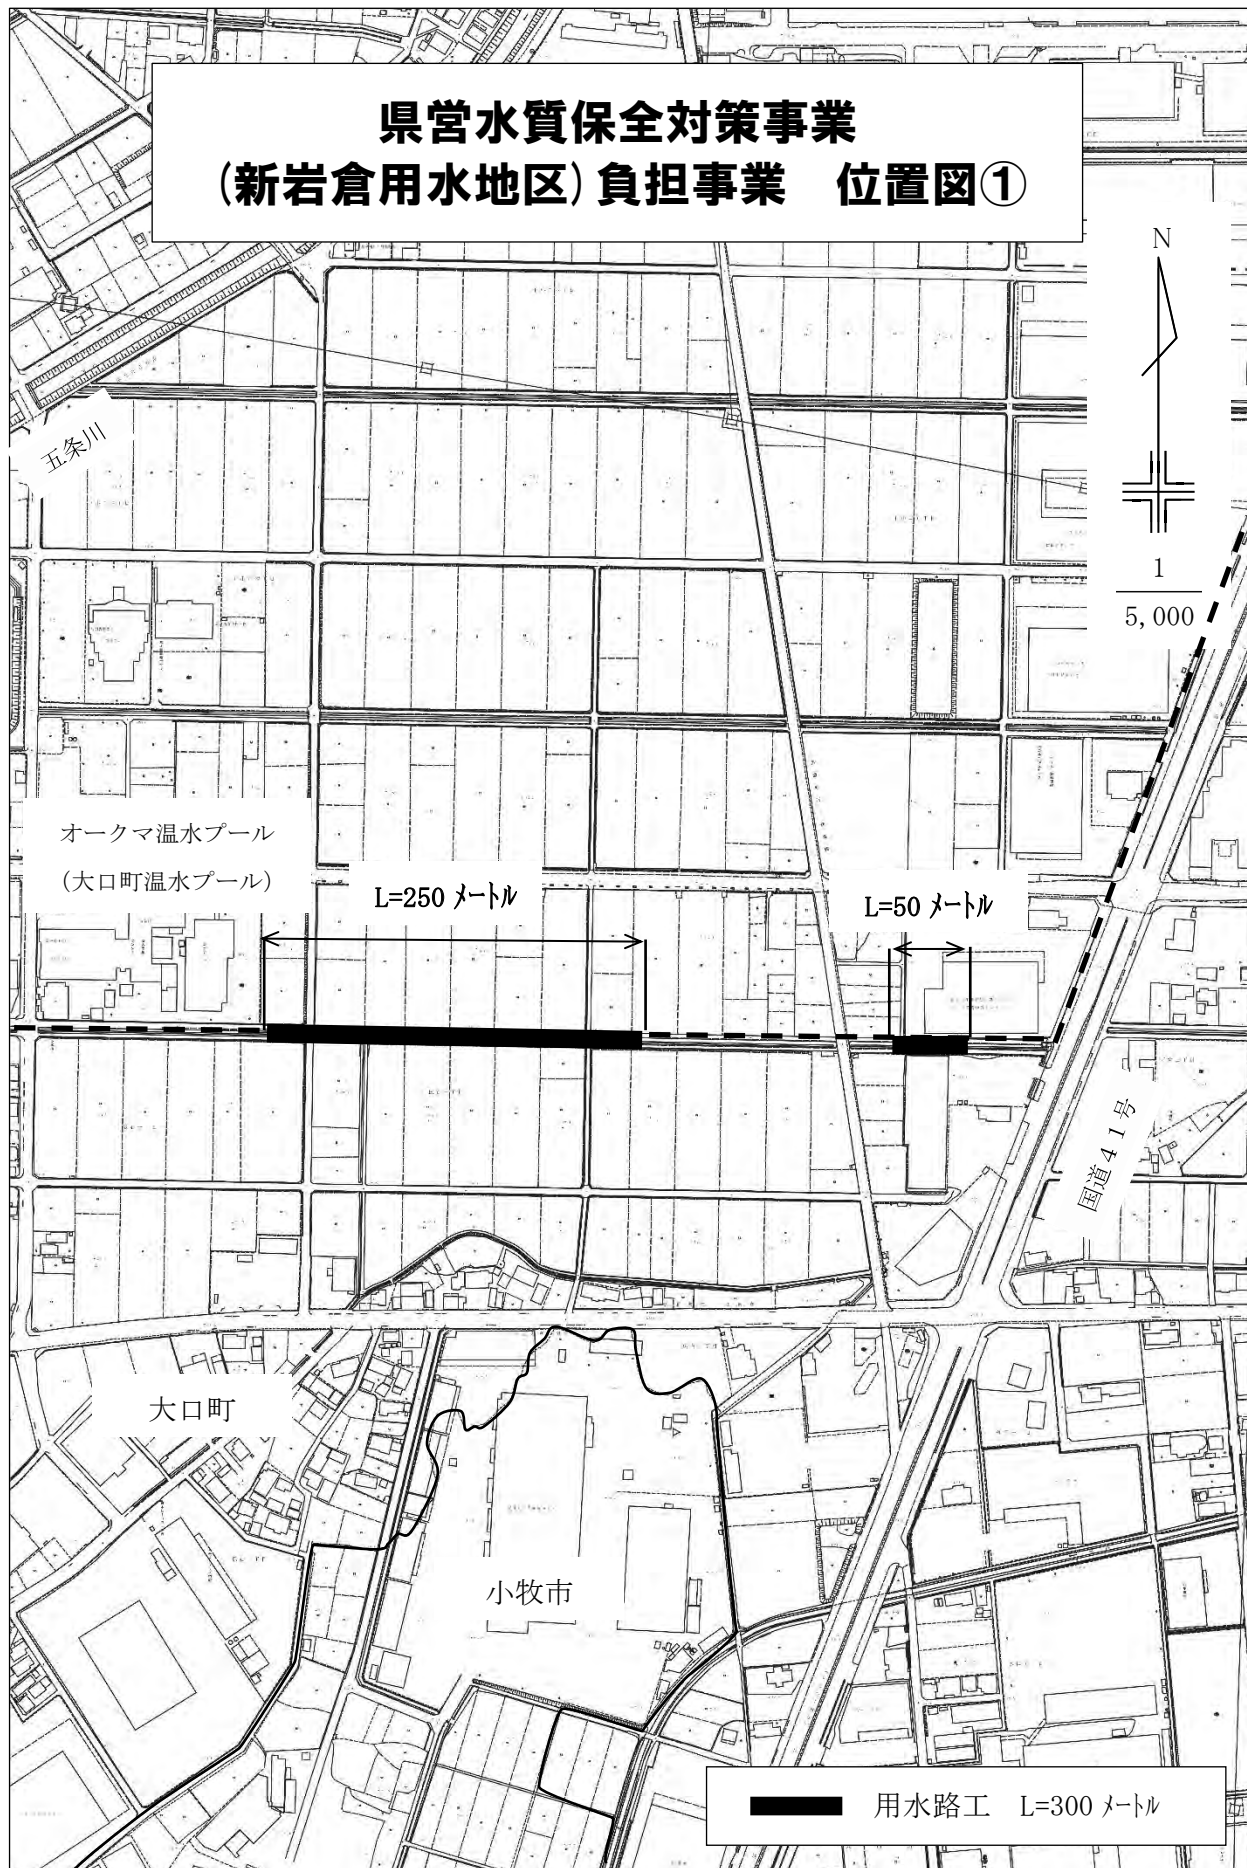 県営水質保全対策事業
(新岩倉用水地区)負担事業　位置図①
N
1
5,000
五条川
オークマ温水プール
(大口町温水プール)
L=250 メートル
L=50 メートル
国道41号
大口町
小牧市
用水路工　L=300 メートル